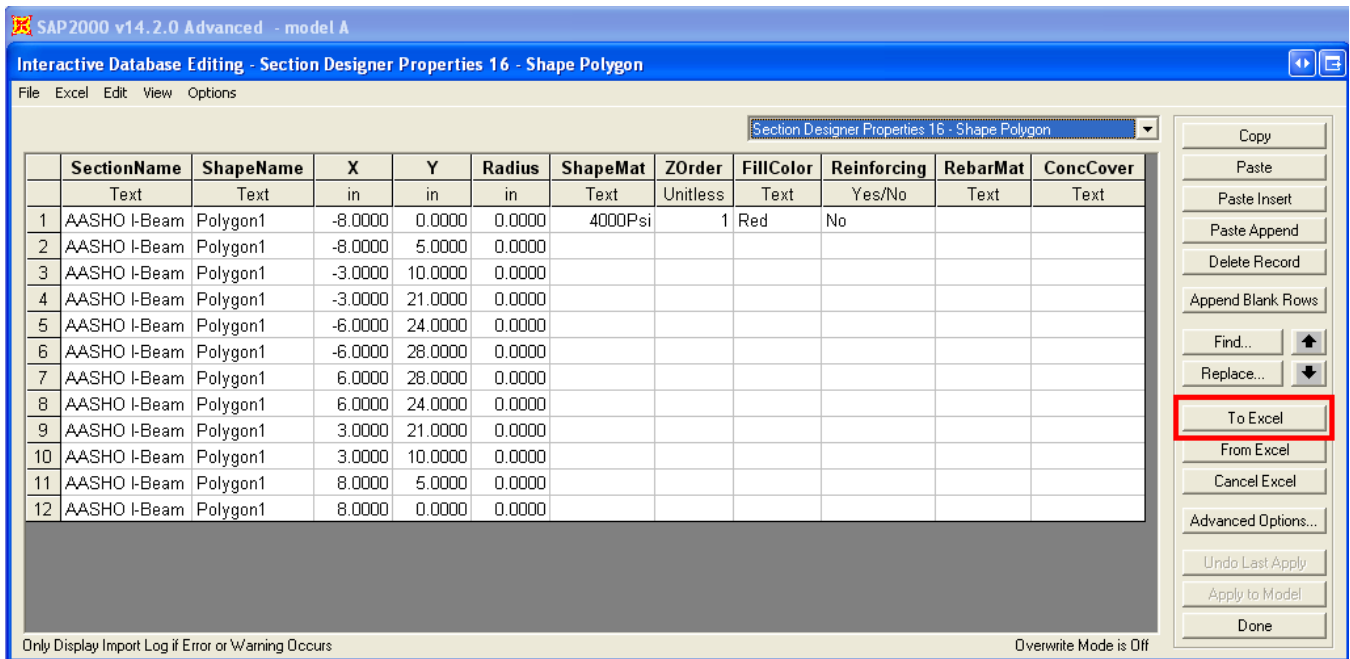 SAP2000 v14.2.0 Advanced - model A
Interactive Database Editing - Section Designer Properties 16 - Shape Polygon
File Excel Edit View Options
Section Designer Properties 16 - Shape Polygon
SectionName ShapeName X Y Radius ShapeMat ZOrder FillColor Reinforcing RebarMat ConcCover
Text Text in in in Text Unitless Text Yes/No Text Text
1 AASHO I-Beam Polygon1 -8.0000 0.0000 0.0000 4000Psi 1 Red No
2 AASHO I-Beam Polygon1 -8.0000 5.0000 0.0000
3 AASHO I-Beam Polygon1 -3.0000 10.0000 0.0000
4 AASHO I-Beam Polygon1 -3.0000 21.0000 0.0000
5 AASHO I-Beam Polygon1 -6.0000 24.0000 0.0000
6 AASHO I-Beam Polygon1 -6.0000 28.0000 0.0000
7 AASHO I-Beam Polygon1 6.0000 28.0000 0.0000
8 AASHO I-Beam Polygon1 6.0000 24.0000 0.0000
9 AASHO I-Beam Polygon1 3.0000 21.0000 0.0000
10 AASHO I-Beam Polygon1 3.0000 10.0000 0.0000
11 AASHO I-Beam Polygon1 8.0000 5.0000 0.0000
12 AASHO I-Beam Polygon1 8.0000 0.0000 0.0000
Copy
Paste
Paste Insert
Paste Append
Delete Record
Append Blank Rows
Find...
Replace...
To Excel
From Excel
Cancel Excel
Advanced Options...
Undo Last Apply
Apply to Model
Done
Only Display Import Log if Error or Warning Occurs
Overwrite Mode is Off